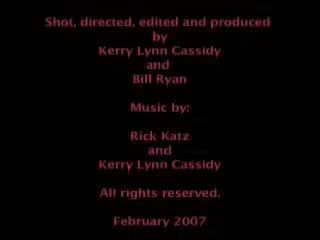 Shot, directed, edited and produced
by
Kerry Lynn Cassidy
and
Bill Ryan
Music by:
Rick Katz
and
Kerry Lynn Cassidy
All rights reserved.
February 2007